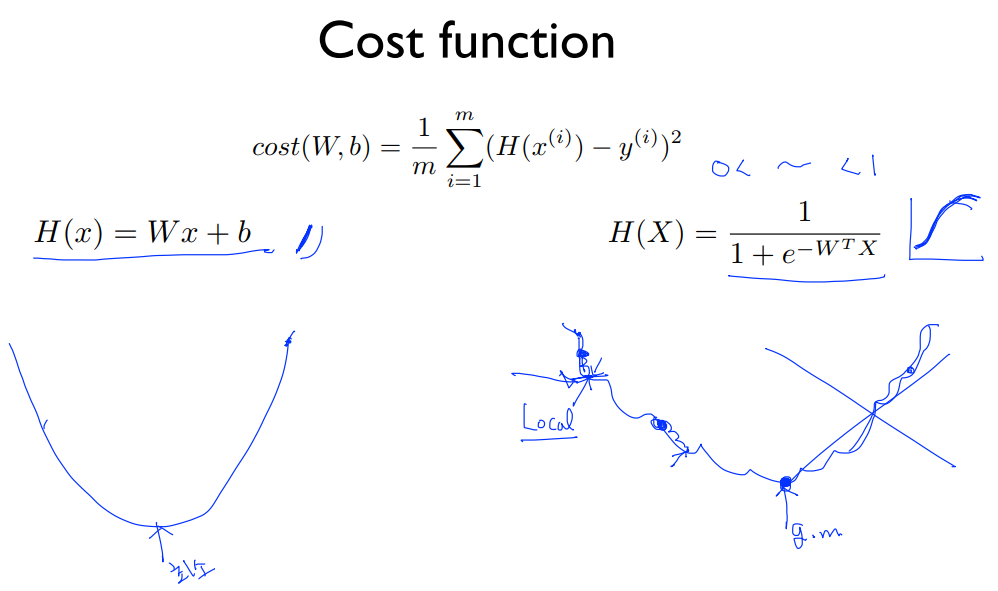 Cost function
cost(W, b) = \frac{1}{m} \sum_{i=1}^{m} (H(x^{(i)}) − y^{(i)})^2
0< ~ <1
H(x) = Wx + b
H(X) = \frac{1}{1 + e^{-W^T X}}
Local
g.m
최소